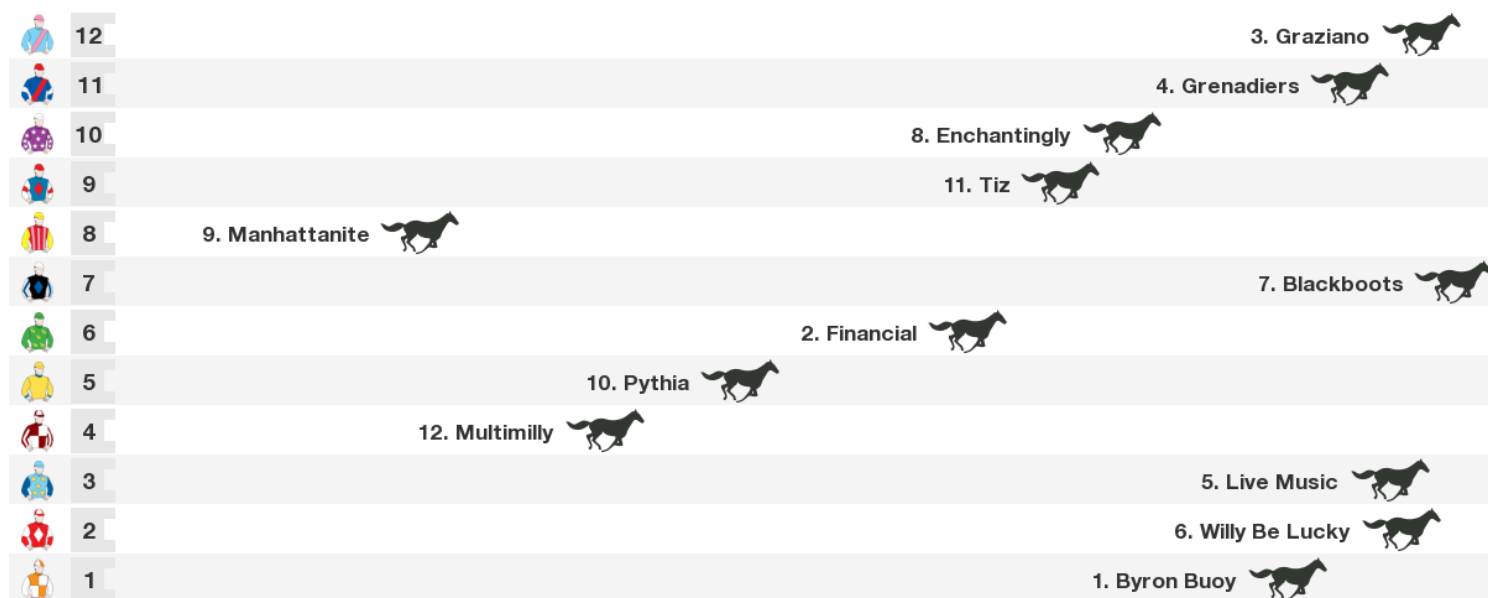 12 3. Graziano
11 4. Grenadiers
10 8. Enchantingly
9 11. Tiz
8 9. Manhattanite
7 7. Blackboots
6 2. Financial
5 10. Pythia
4 12. Multimilly
3 5. Live Music
2 6. Willy Be Lucky
1 1. Byron Buoy